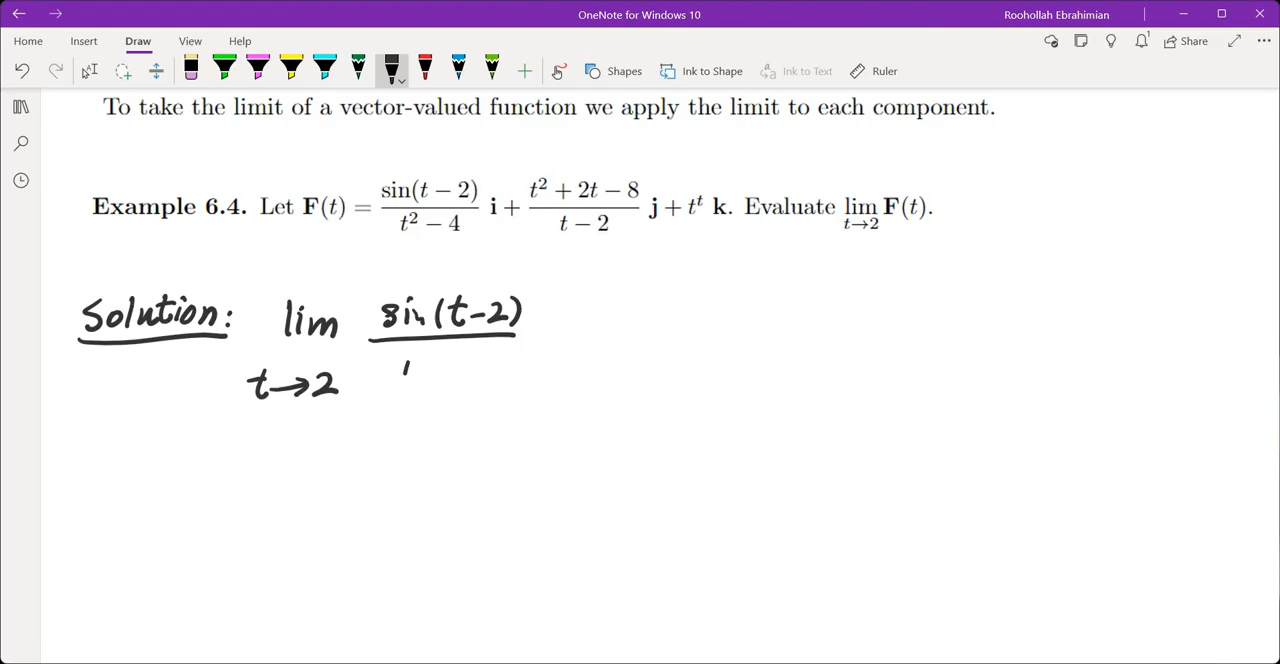 OneNote for Windows 10
Roohollah Ebrahimian
Home Insert Draw View Help
Share
Shapes Ink to Shape Ink to Text Ruler
To take the limit of a vector-valued function we apply the limit to each component.
Example 6.4. Let F(t) = \frac{sin(t − 2)}{t² − 4} i + \frac{t² + 2t − 8}{t − 2} j + t^t k. Evaluate lim_{t→2} F(t).
Solution: lim sin(t-2)
t→2